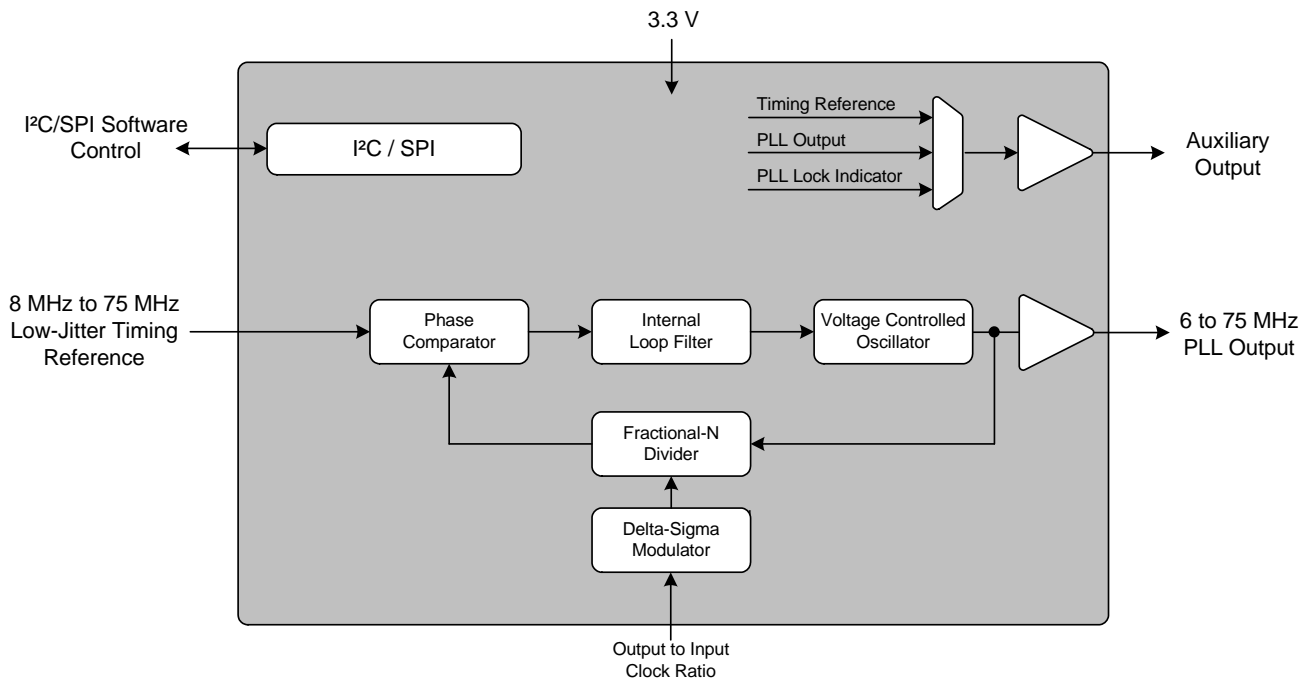 3.3 V
I²C/SPI Software
Control
I²C / SPI
Timing Reference
PLL Output
PLL Lock Indicator
Auxiliary
Output
8 MHz to 75 MHz
Low-Jitter Timing
Reference
Phase
Comparator
Internal
Loop Filter
Voltage Controlled
Oscillator
6 to 75 MHz
PLL Output
Fractional-N
Divider
Delta-Sigma
Modulator
Output to Input
Clock Ratio